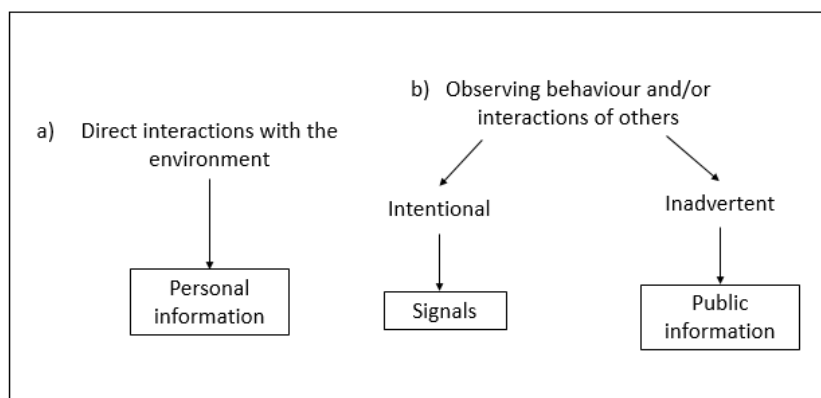 a) Direct interactions with the
environment
Personal
information
b) Observing behaviour and/or
interactions of others
Intentional
Signals
Inadvertent
Public
information